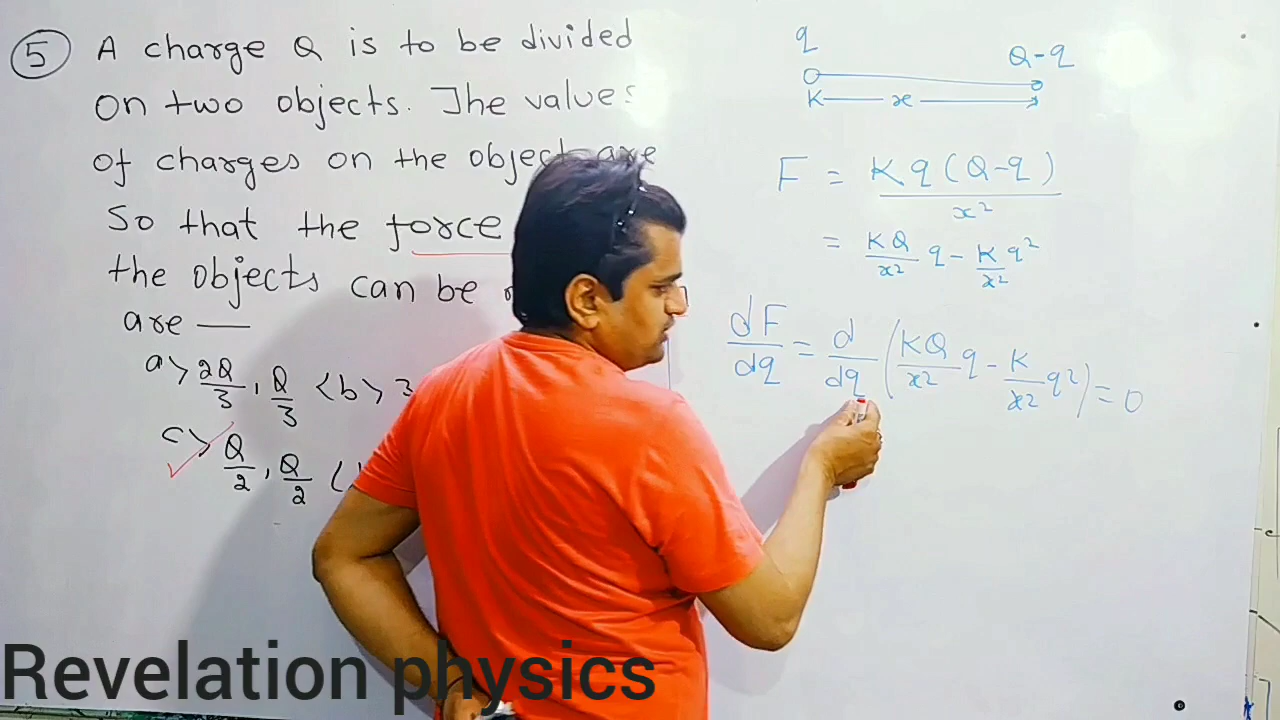 5 A charge Q is to be divided
on two objects. The values
of charges on the object are
So that the force
the objects can be
are —
a> 2Q/3, Q/3 <b> 3
c> Q/2, Q/2
q
Q-q
x
F = Kq(Q-q)/x²
= KQ/x² q - K/x² q²
dF/dq = d/dq (KQ/x² q - K/x² q²) = 0
Revelation physics